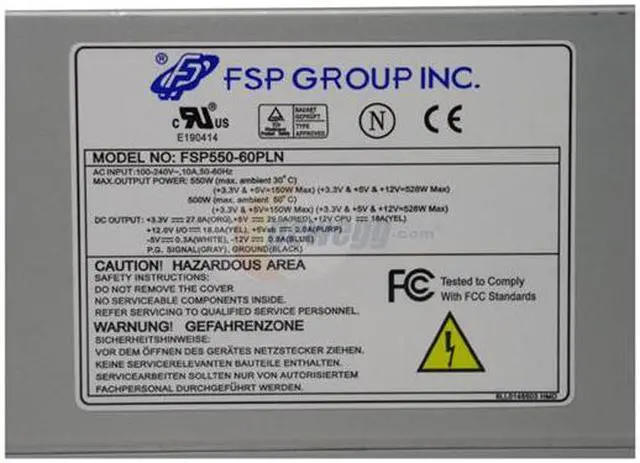 ® FSP GROUP INC.
c RU US
E190414
BAUART
GEPRÜFT
TYPE
APPROVED
N
CE
MODEL NO: FSP550-60PLN
AC INPUT: 100-240V~,10A,50-60Hz
MAX.OUTPUT POWER: 550W (max. ambient 30°C)
(+3.3V & +5V=150W Max) (+3.3V & +5V & +12V=528W Max)
500W (max. ambient 50°C)
(+3.3V & +5V=150W Max) (+3.3V & +5V & +12V=
DC OUTPUT: +3.3V = 27.8A(ORG),+5V = 29.0A(RED),+12V CPU = 18A(YEL)
+12.0V I/O = 18.0A(YEL), +5Vsb = (PURP)
-5V = 0.3A(WHITE), -12V = 0.8A(BLUE)
P.G. SIGNAL(GRAY), GROUND(BLACK)
CAUTION! HAZARDOUS AREA
SAFETY INSTRUCTIONS:
DO NOT REMOVE THE COVER
NO SERVICEABLE COMPONENTS INSIDE.
REFER SERVICING TO QUALIFIED SERVICE PERSONNEL.
FC Tested to Comply
With FCC Standards
WARNUNG! GEFAHRENZONE
SICHERHEITSHINWEISE:
VOR DEM ÖFFNEN DES GERÄTES NETZSTECKER ZIEHEN.
KEINE SERVICERELEVANTEN BAUTEILE ENTHALTEN.
SERVICEARBEITEN SOLLTEN NUR VON AUTORISIERTEM
FACHPERSONAL DURCHGEFÜHRT WERDEN.
HMD